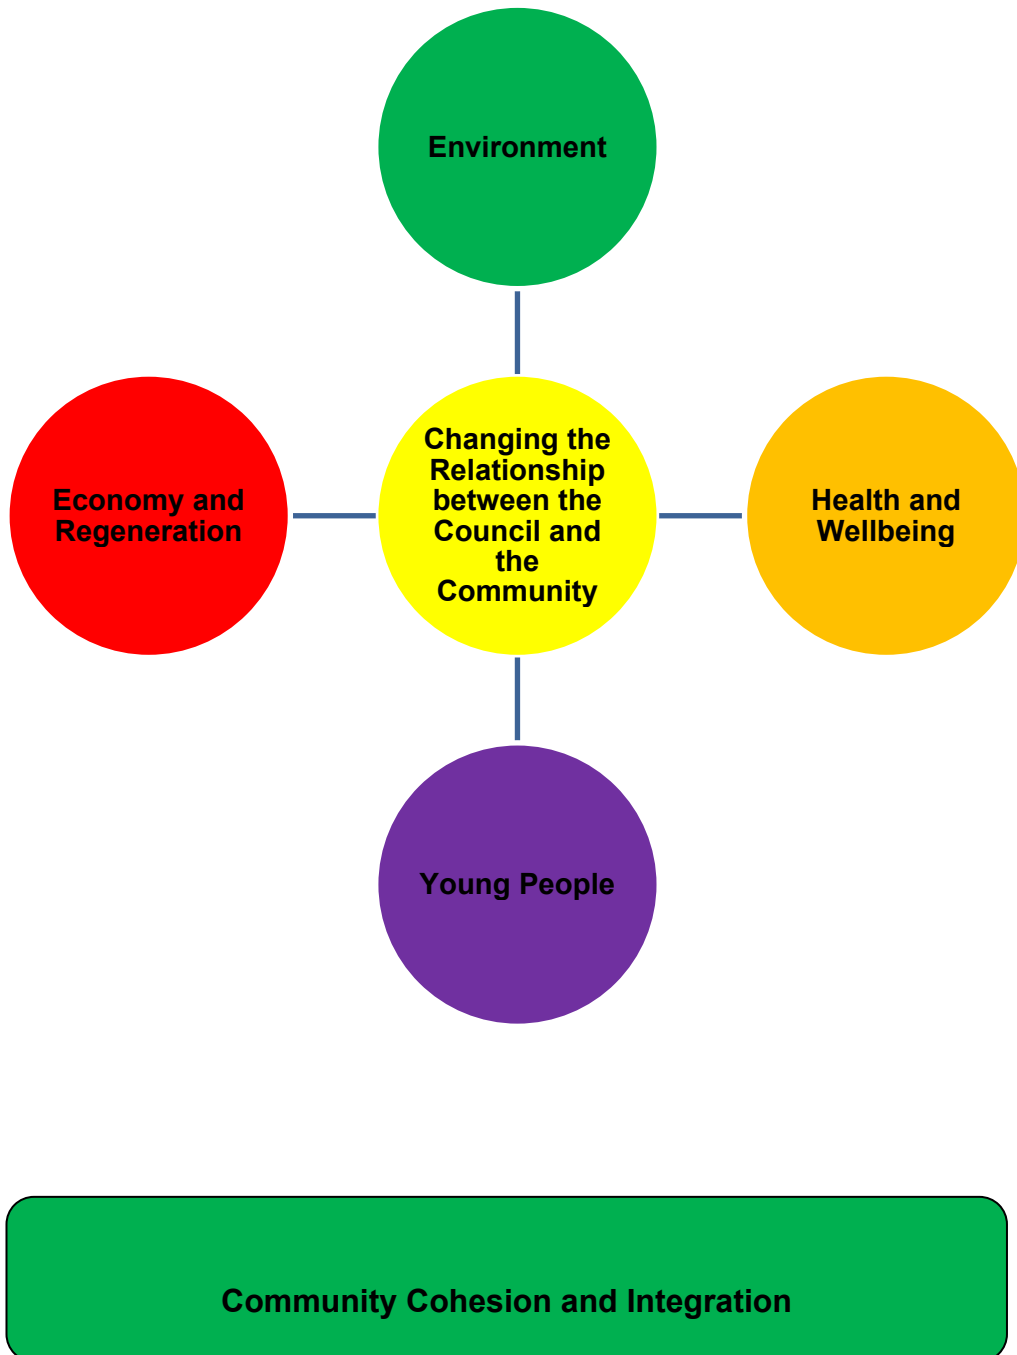 Environment
Economy and
Regeneration
Changing the
Relationship
between the
Council and
the
Community
Health and
Wellbeing
Young People
Community Cohesion and Integration